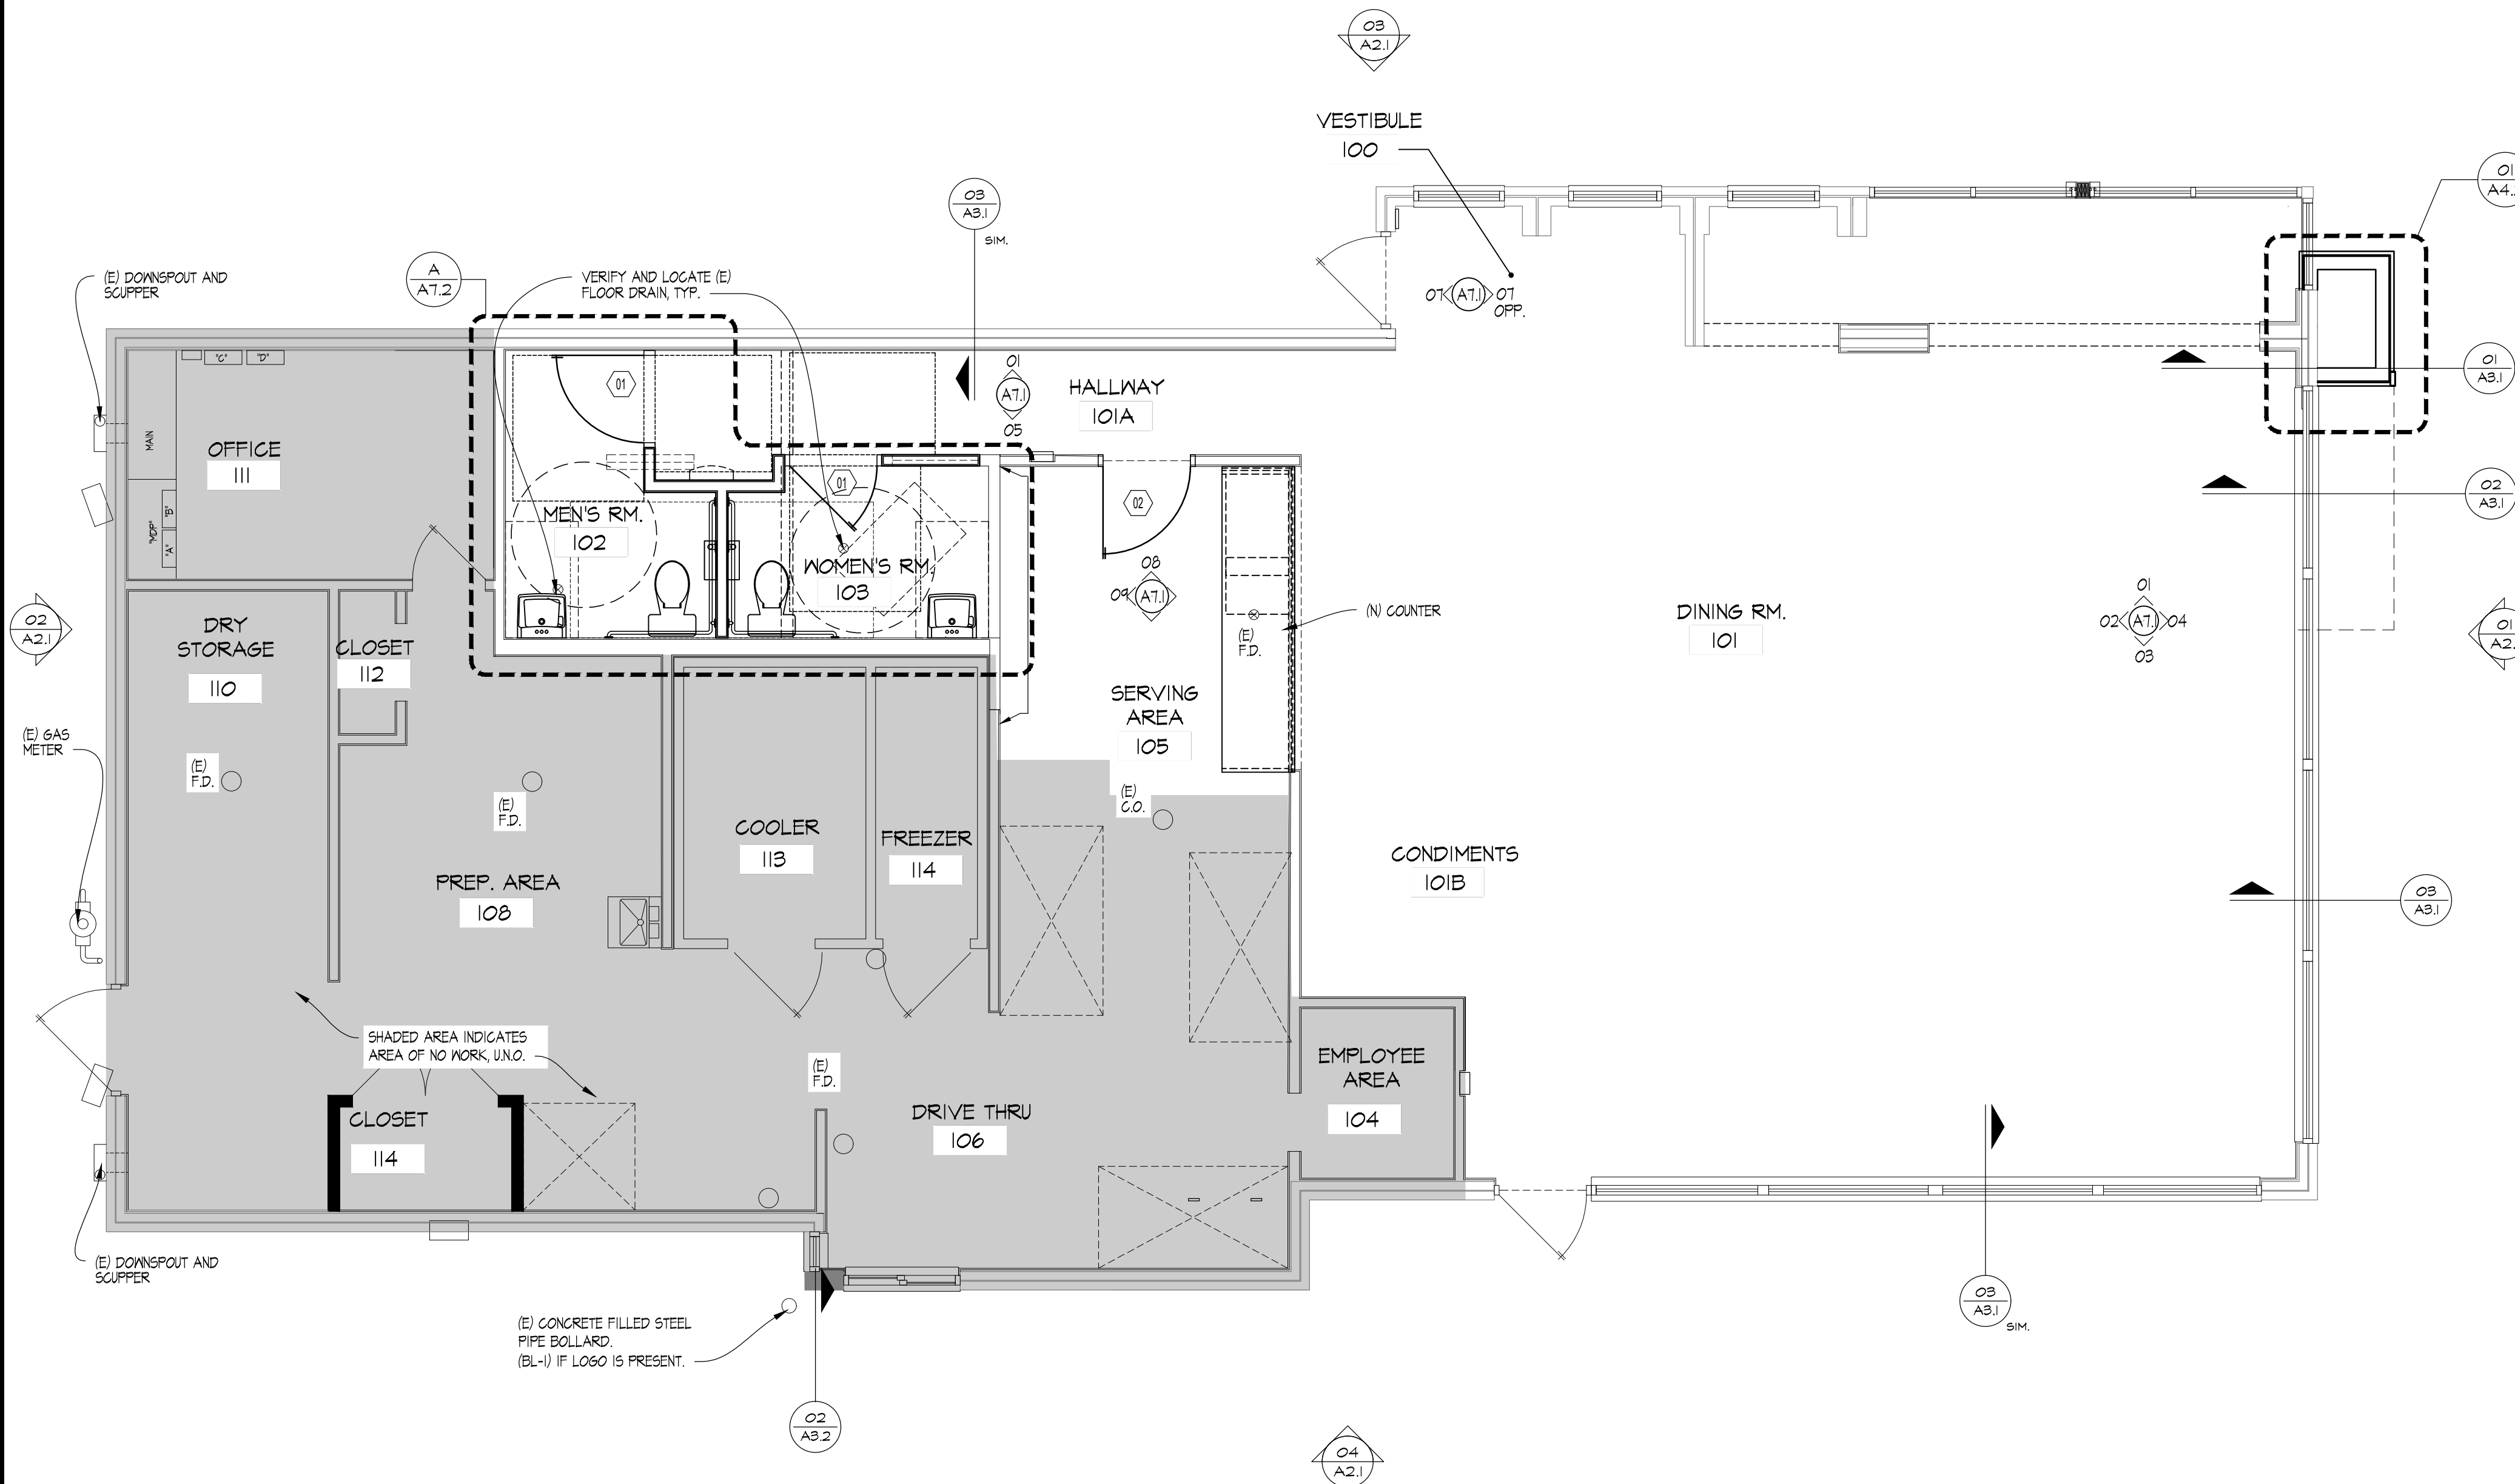 03
A2.1
VESTIBULE
100
01
A4.
03
A3.1
SIM.
(E) DOWNSPOUT AND
SCUPPER
A
A7.2
VERIFY AND LOCATE (E)
FLOOR DRAIN, TYP.
07 A7.1 07
OPP.
"C" "D"
MAIN
OFFICE
111
"MDP"
"B"
"A"
01
01
A7.1
05
HALLWAY
101A
01
A3.1
01
02
02
A3.1
MEN'S RM.
102
WOMEN'S RM.
103
08
09 A7.1
(E)
F.D.
(N) COUNTER
DINING RM.
101
01
02 A7.1 04
03
02
A2.1
01
A2.
DRY
STORAGE
110
CLOSET
112
SERVING
AREA
105
(E) GAS
METER
(E)
F.D.
(E)
F.D.
(E)
C.O.
COOLER
113
FREEZER
114
CONDIMENTS
101B
PREP. AREA
108
03
A3.1
SHADED AREA INDICATES
AREA OF NO WORK, U.N.O.
(E)
F.D.
EMPLOYEE
AREA
104
CLOSET
114
DRIVE THRU
106
(E) DOWNSPOUT AND
SCUPPER
(E) CONCRETE FILLED STEEL
PIPE BOLLARD.
(BL-1) IF LOGO IS PRESENT.
03
A3.1
SIM.
02
A3.2
04
A2.1